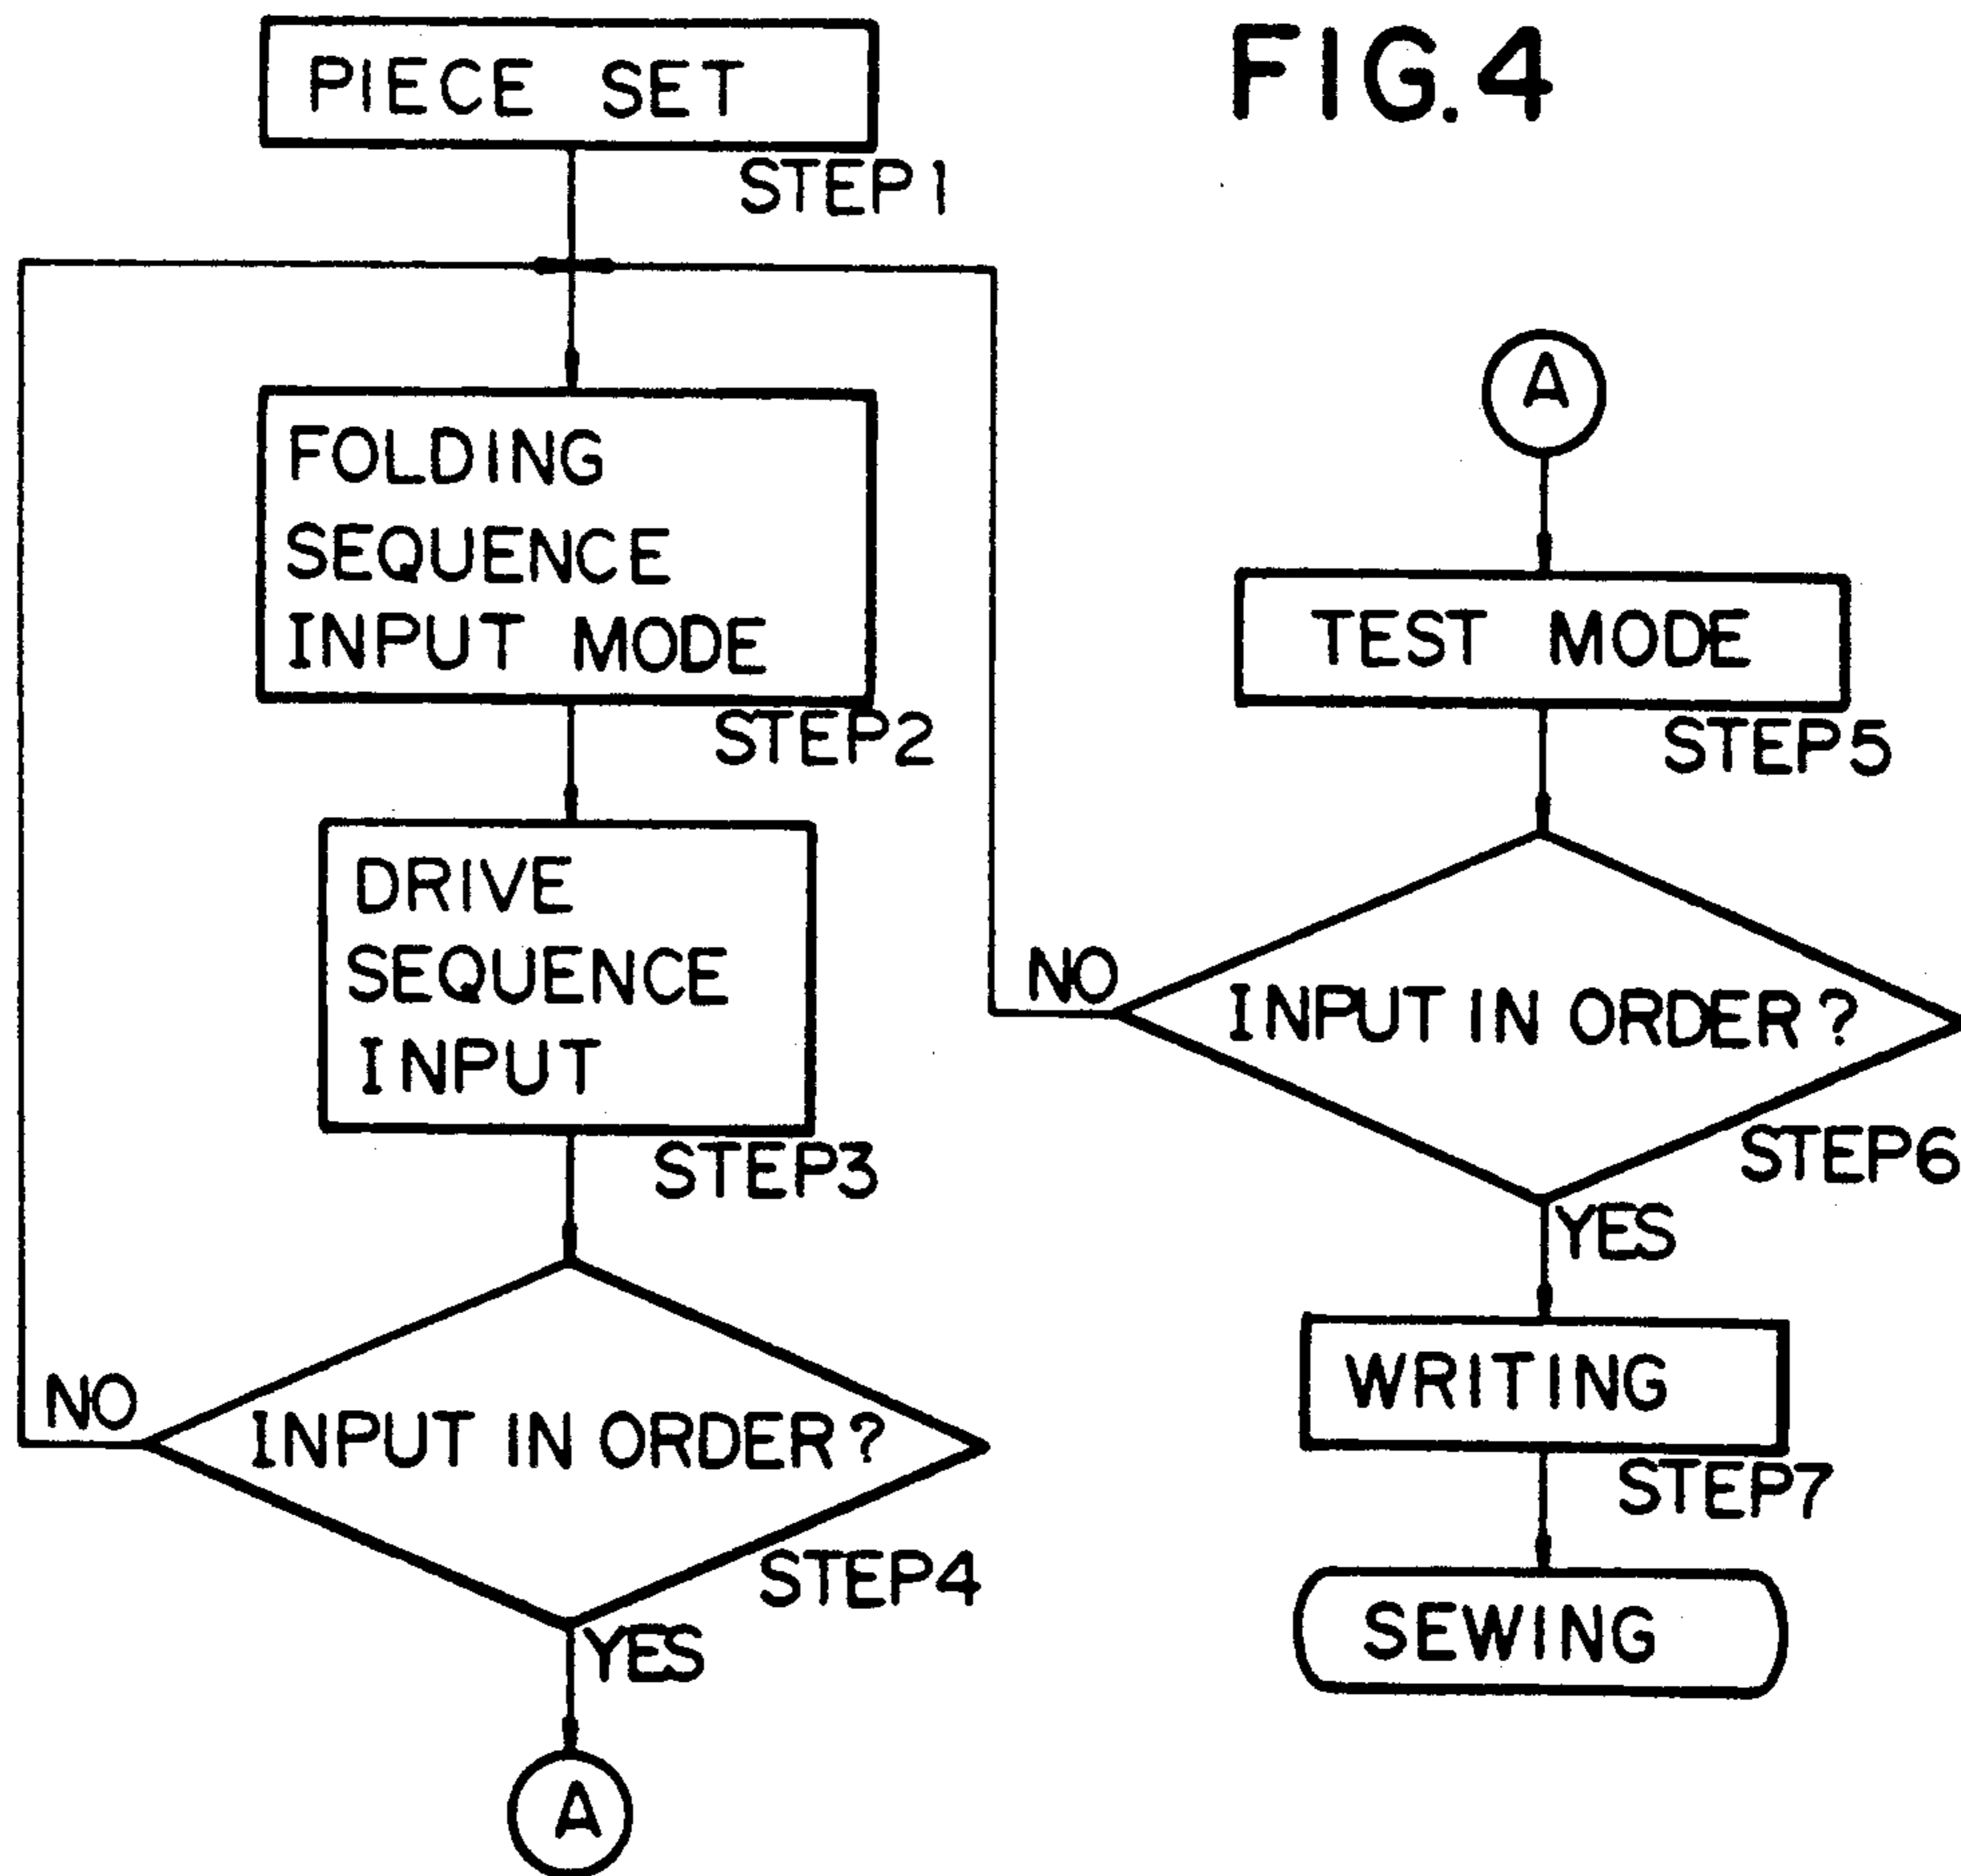 FIG.4
PIECE SET
STEP1
FOLDING
SEQUENCE
INPUT MODE
STEP2
DRIVE
SEQUENCE
INPUT
STEP3
NO
INPUT IN ORDER?
STEP4
YES
A
A
TEST MODE
STEP5
NO
INPUT IN ORDER?
STEP6
YES
WRITING
STEP7
SEWING